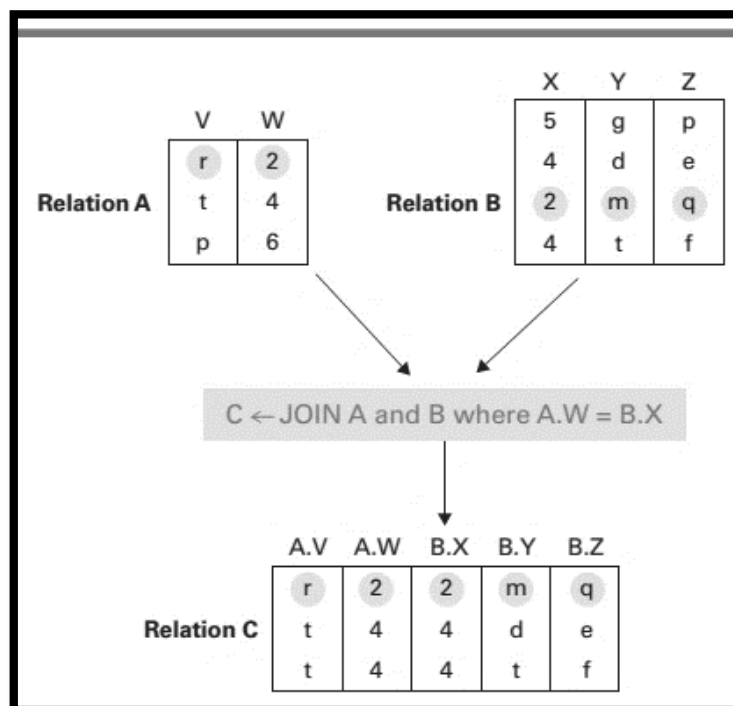 V W
r 2
Relation A t 4
p 6
X Y Z
5 g p
4 d e
Relation B 2 m q
4 t f
C ← JOIN A and B where A.W = B.X
A.V A.W B.X B.Y B.Z
r 2 2 m q
Relation C t 4 4 d e
t 4 4 t f